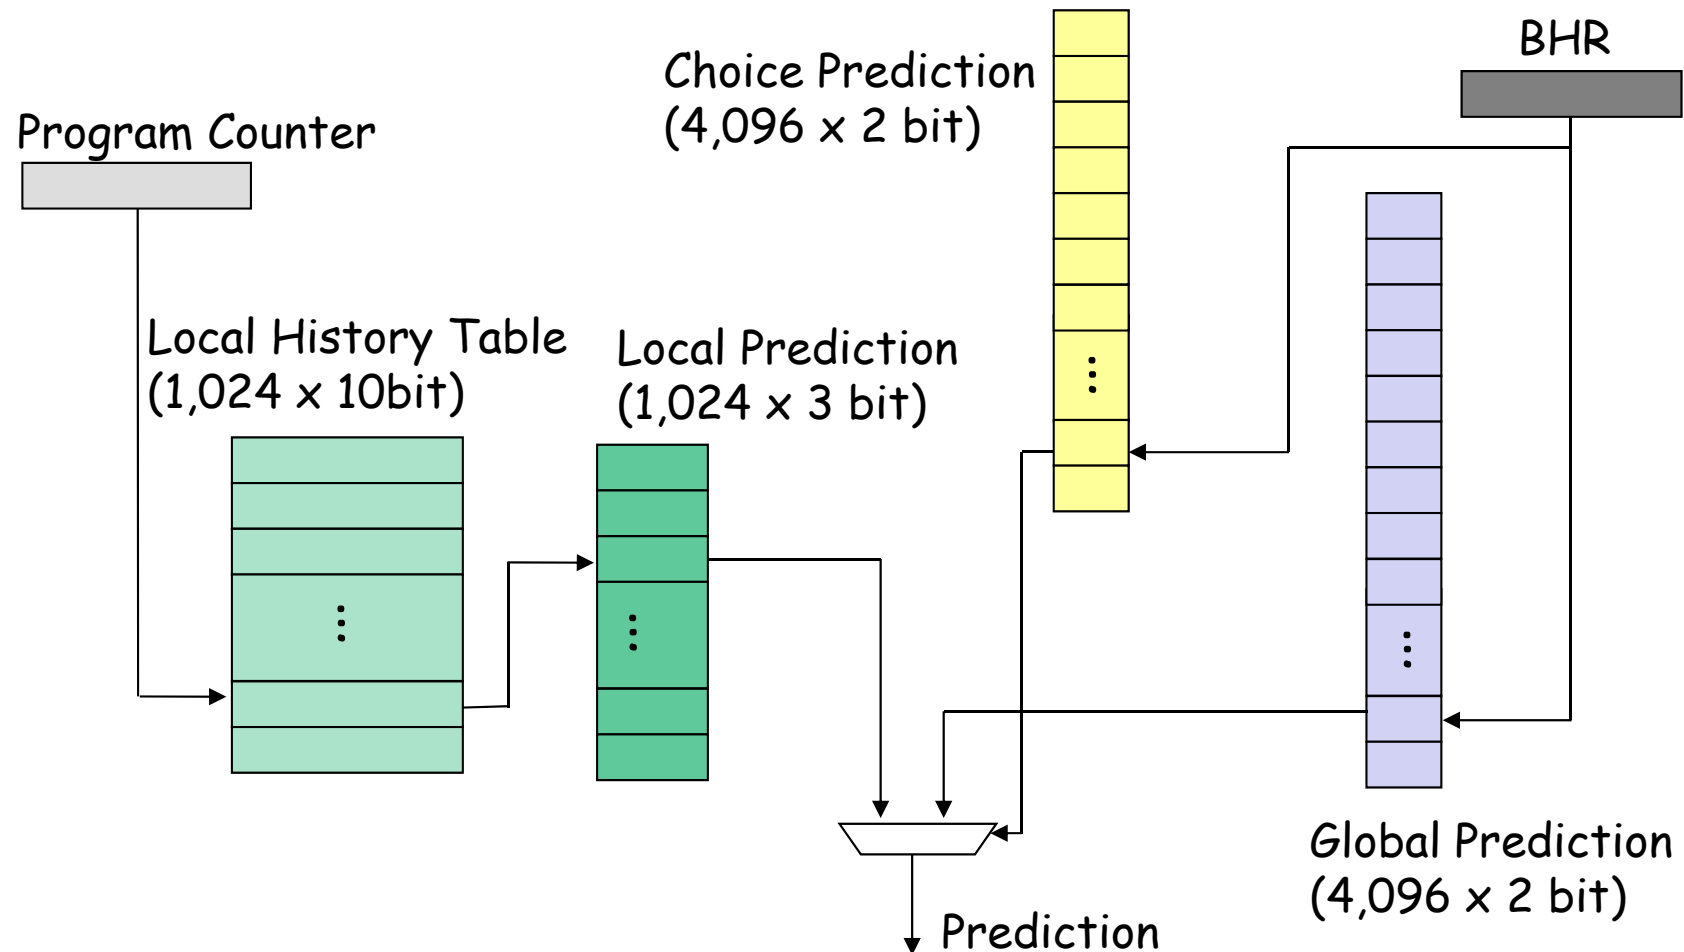 BHR
Choice Prediction
(4,096 x 2 bit)
Program Counter
Local History Table
(1,024 x 10bit)
Local Prediction
(1,024 x 3 bit)
Global Prediction
(4,096 x 2 bit)
Prediction